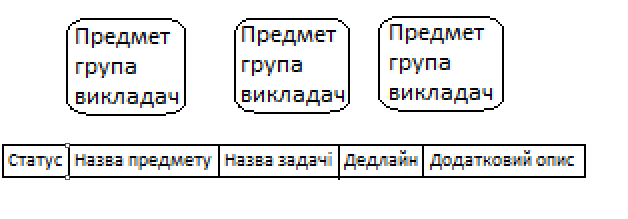 Предмет
група
викладач
Предмет
група
викладач
Предмет
група
викладач
Статус Назва предмету Назва задачі Дедлайн Додатковий опис